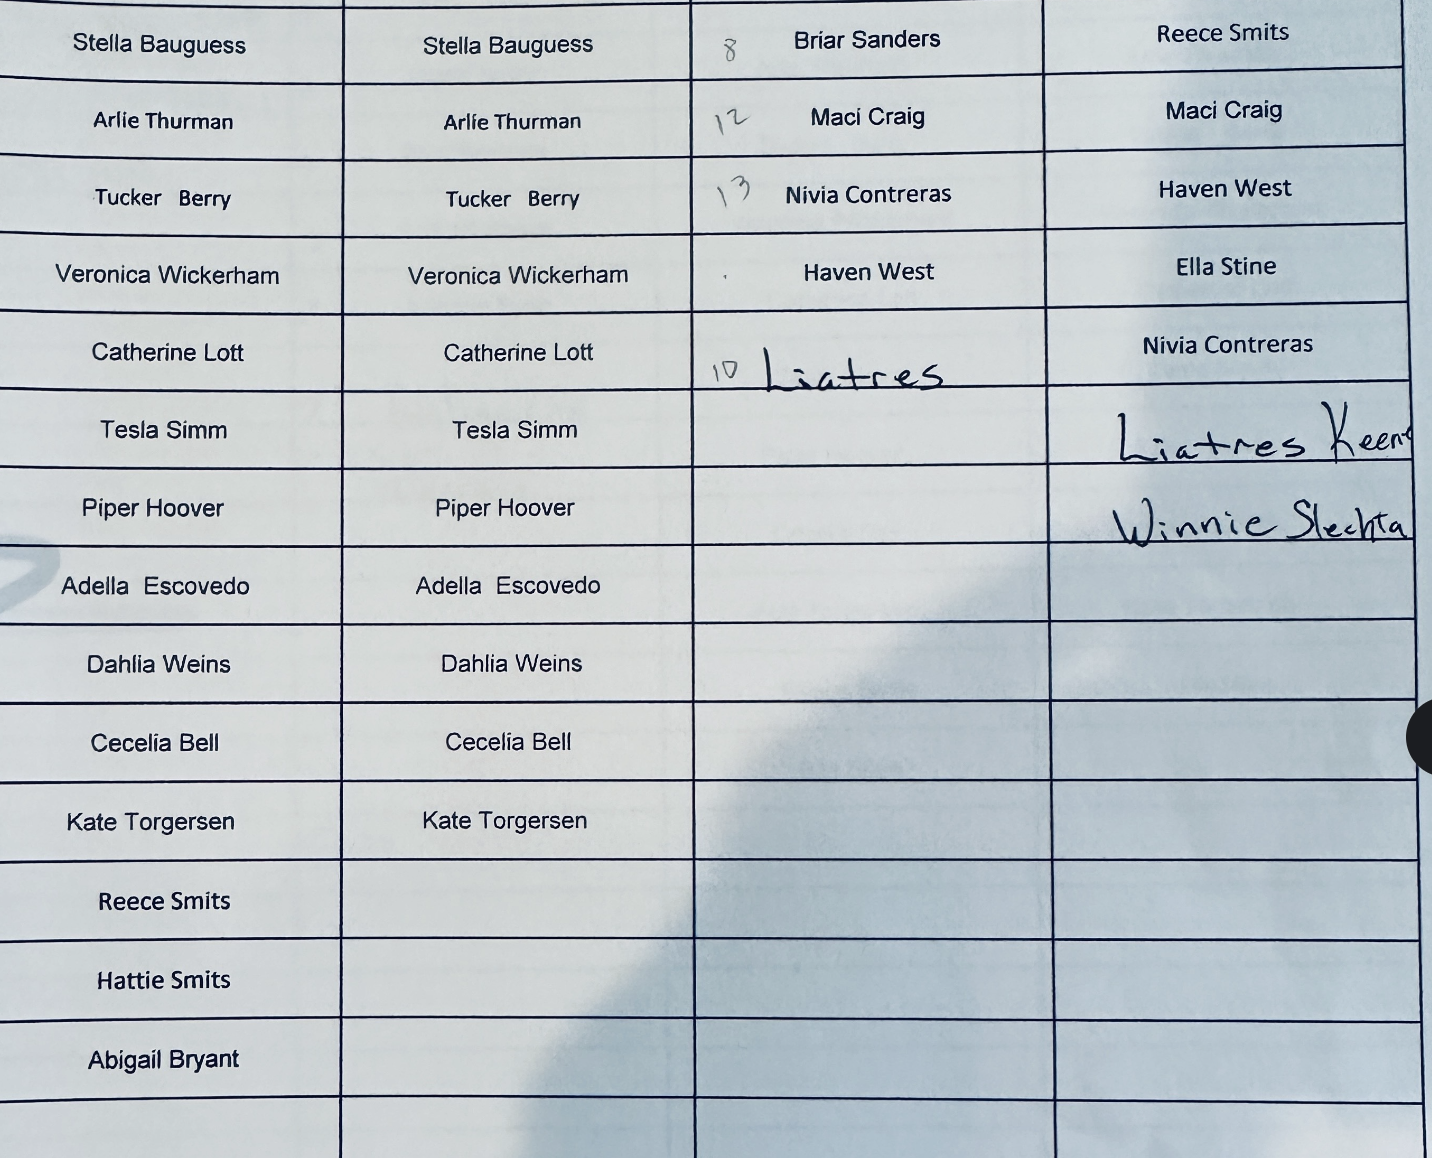 Stella Bauguess Stella Bauguess 8 Briar Sanders Reece Smits
Arlie Thurman Arlie Thurman 12 Maci Craig Maci Craig
Tucker Berry Tucker Berry 13 Nivia Contreras Haven West
Veronica Wickerham Veronica Wickerham Haven West Ella Stine
Catherine Lott Catherine Lott 10 Liatres Nivia Contreras
Tesla Simm Tesla Simm Liatres Keene
Piper Hoover Piper Hoover Winnie Slechta
Adella Escovedo Adella Escovedo
Dahlia Weins Dahlia Weins
Cecelia Bell Cecelia Bell
Kate Torgersen Kate Torgersen
Reece Smits
Hattie Smits
Abigail Bryant